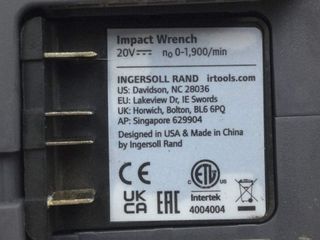 Impact Wrench
20V⎓ n₀ 0-1,900/min
INGERSOLL RAND irtools.com
US: Davidson, NC 28036
EU: Lakeview Dr, IE Swords
UK: Horwich, Bolton, BL6 6PQ
AP: Singapore 629904
Designed in USA & Made in China
by Ingersoll Rand
CE
ETL
UK
CA
EAC
Intertek
4004004